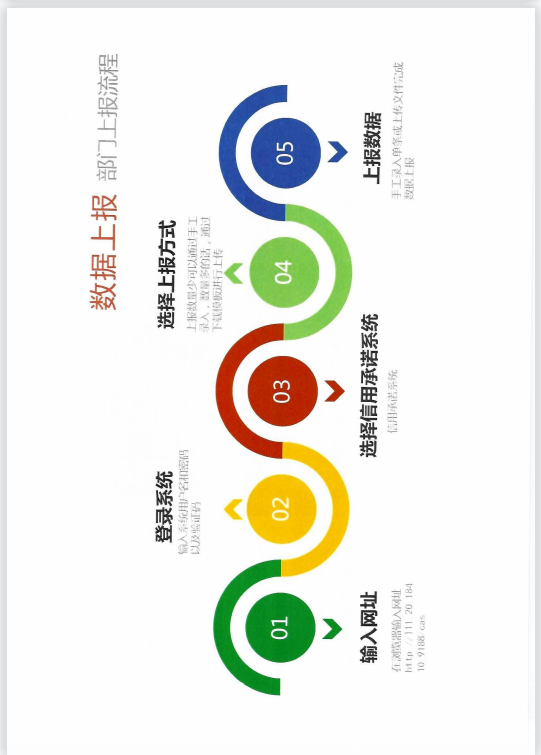 数据上报 部门上报流程
01
输入网址
在浏览器输入网址
http://111.20.184
10:9188/cas
02
登录系统
输入系统用户名和密码
以及验证码
03
选择信用承诺系统
信用承诺系统
04
选择上报方式
上报数量少可以通过手工
录入，数量多的话，通过
下载模板进行上传
05
上报数据
手工录入单条或上传文件完成
数据上报